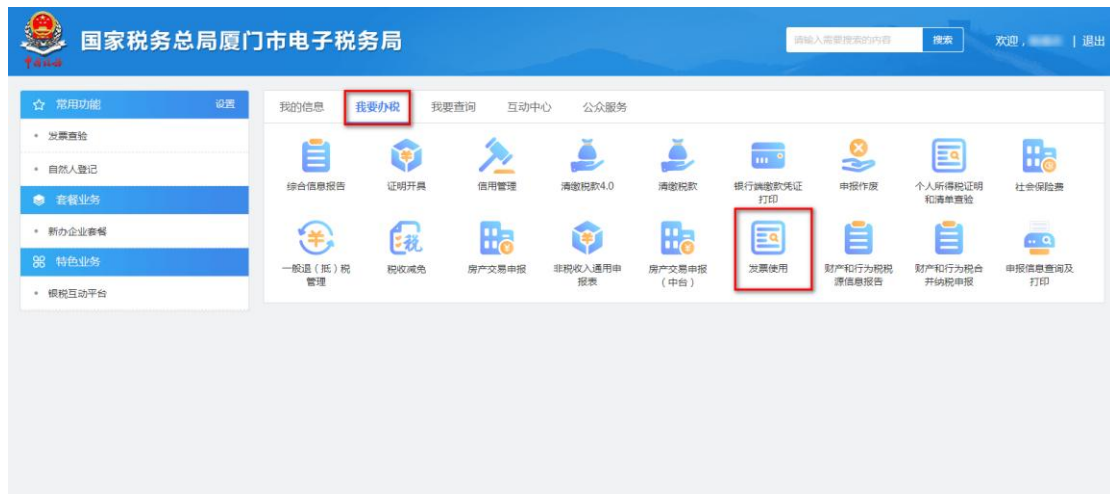 国家税务总局厦门市电子税务局
请输入需要搜索的内容 搜索 欢迎, | 退出
常用功能 设置
发票查验
自然人登记
套餐业务
新办企业套餐
特色业务
银税互动平台
我的信息 我要办税 我要查询 互动中心 公众服务
综合信息报告 证明开具 信用管理 清缴税款4.0 清缴税款 银行端缴款凭证 申报作废 个人所得税证明 社会保险费
打印 和清单查验
一般退(抵)税 税收减免 房产交易申报 非税收入通用申 房产交易申报 发票使用 财产和行为税税 财产和行为税合 申报信息查询及
管理 报表 (中台) 源信息报告 并纳税申报 打印